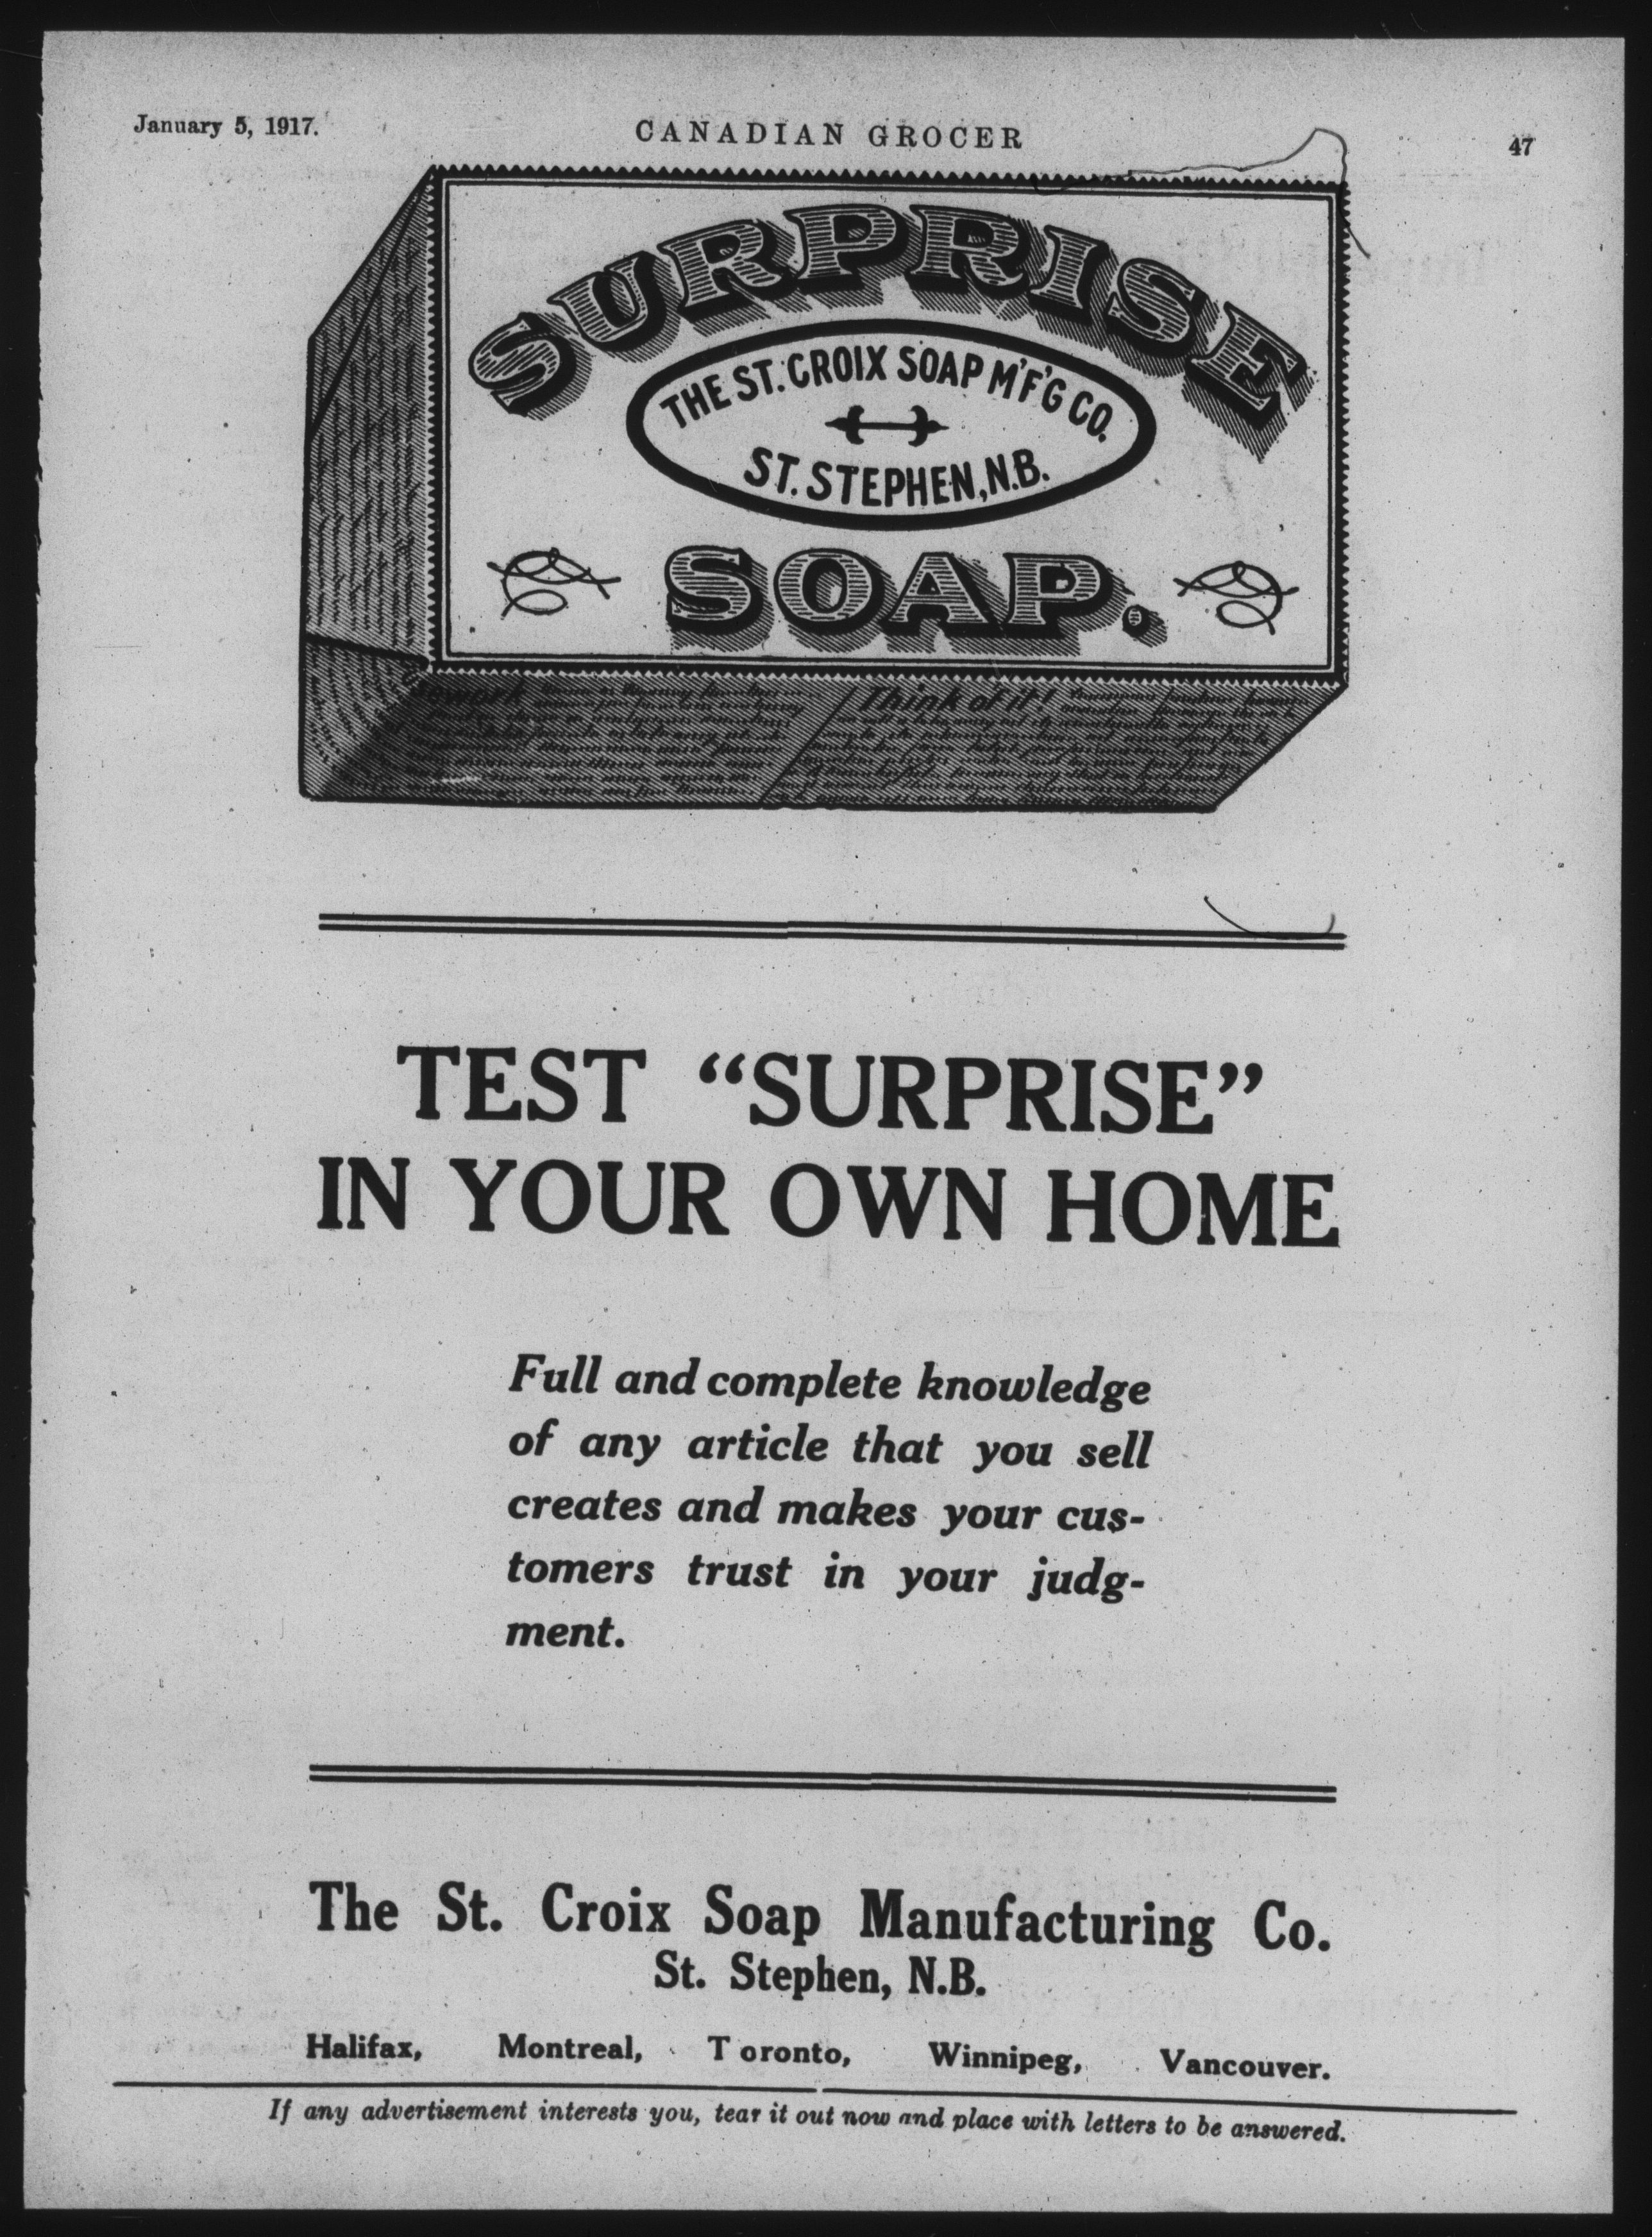 January 5, 1917.
CANADIAN GROCER
47
SURPRISE
THE ST. CROIX SOAP M'F'G CO.
ST. STEPHEN, N.B.
SOAP.
Think of it!
TEST “SURPRISE”
IN YOUR OWN HOME
Full and complete knowledge
of any article that you sell
creates and makes your cus-
tomers trust in your judg-
ment.
The St. Croix Soap Manufacturing Co.
St. Stephen, N.B.
Halifax, Montreal, Toronto, Winnipeg, Vancouver.
If any advertisement interests you, tear it out now and place with letters to be answered.